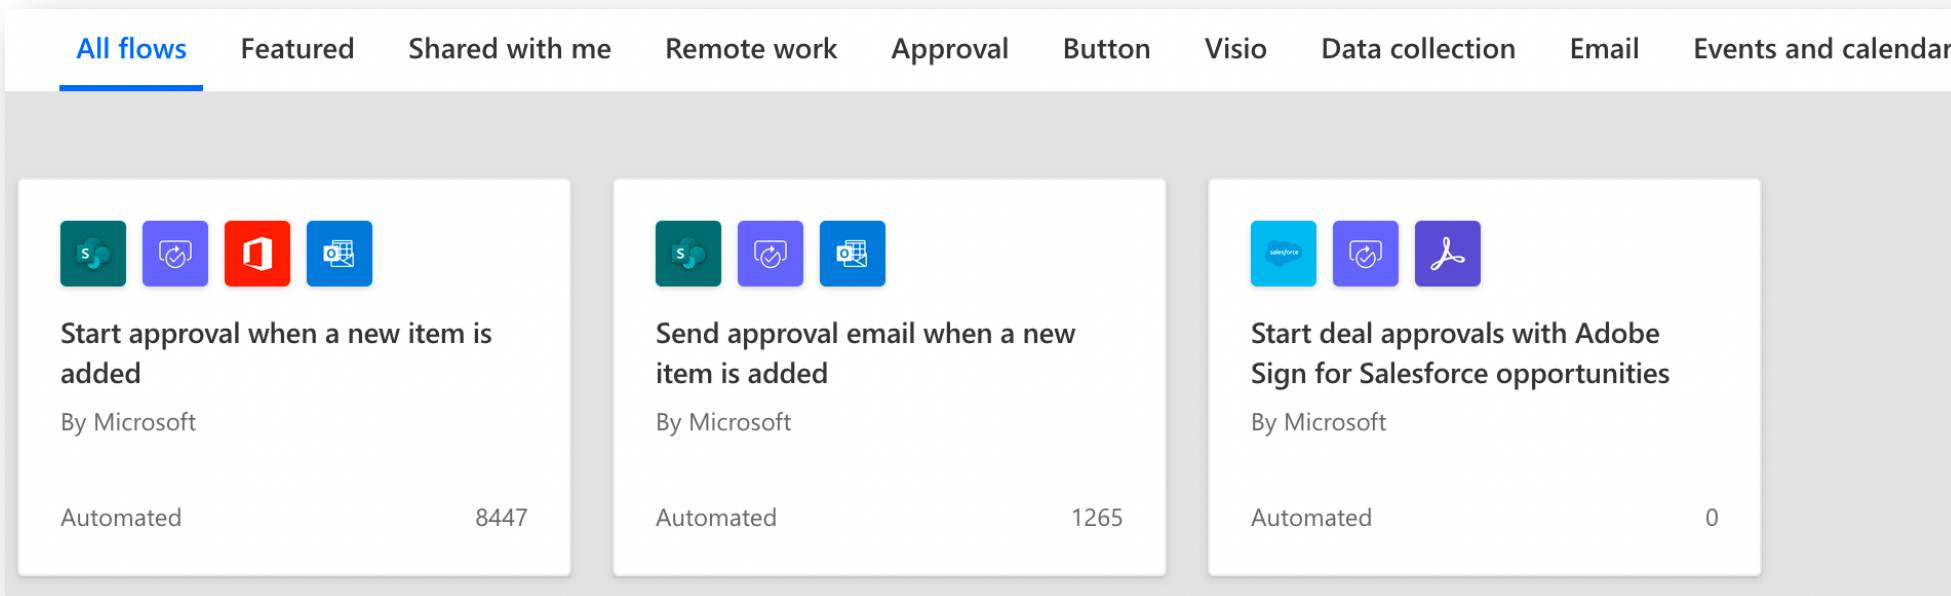 All flows Featured Shared with me Remote work Approval Button Visio Data collection Email Events and calendar
S
O
Start approval when a new item is
added
By Microsoft
Automated 8447
S
O
Send approval email when a new
item is added
By Microsoft
Automated 1265
salesforce
Start deal approvals with Adobe
Sign for Salesforce opportunities
By Microsoft
Automated 0